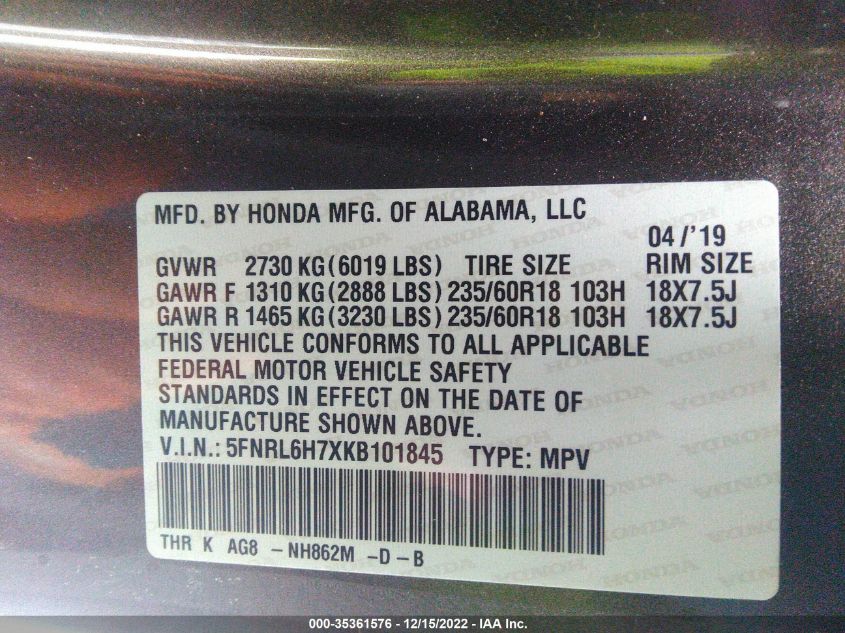 MFD. BY HONDA MFG. OF ALABAMA, LLC
04/'19
GVWR 2730 KG(6019 LBS) TIRE SIZE RIM SIZE
GAWR F 1310 KG(2888 LBS) 235/60R18 103H 18X7.5J
GAWR R 1465 KG(3230 LBS) 235/60R18 103H 18X7.5J
THIS VEHICLE CONFORMS TO ALL APPLICABLE
FEDERAL MOTOR VEHICLE SAFETY
STANDARDS IN EFFECT ON THE DATE OF
MANUFACTURE SHOWN ABOVE.
V.I.N.: 5FNRL6H7XKB101845 TYPE: MPV
THR K AG8 -NH862M -D-B
000-35361576 - 12/15/2022 - IAA Inc.